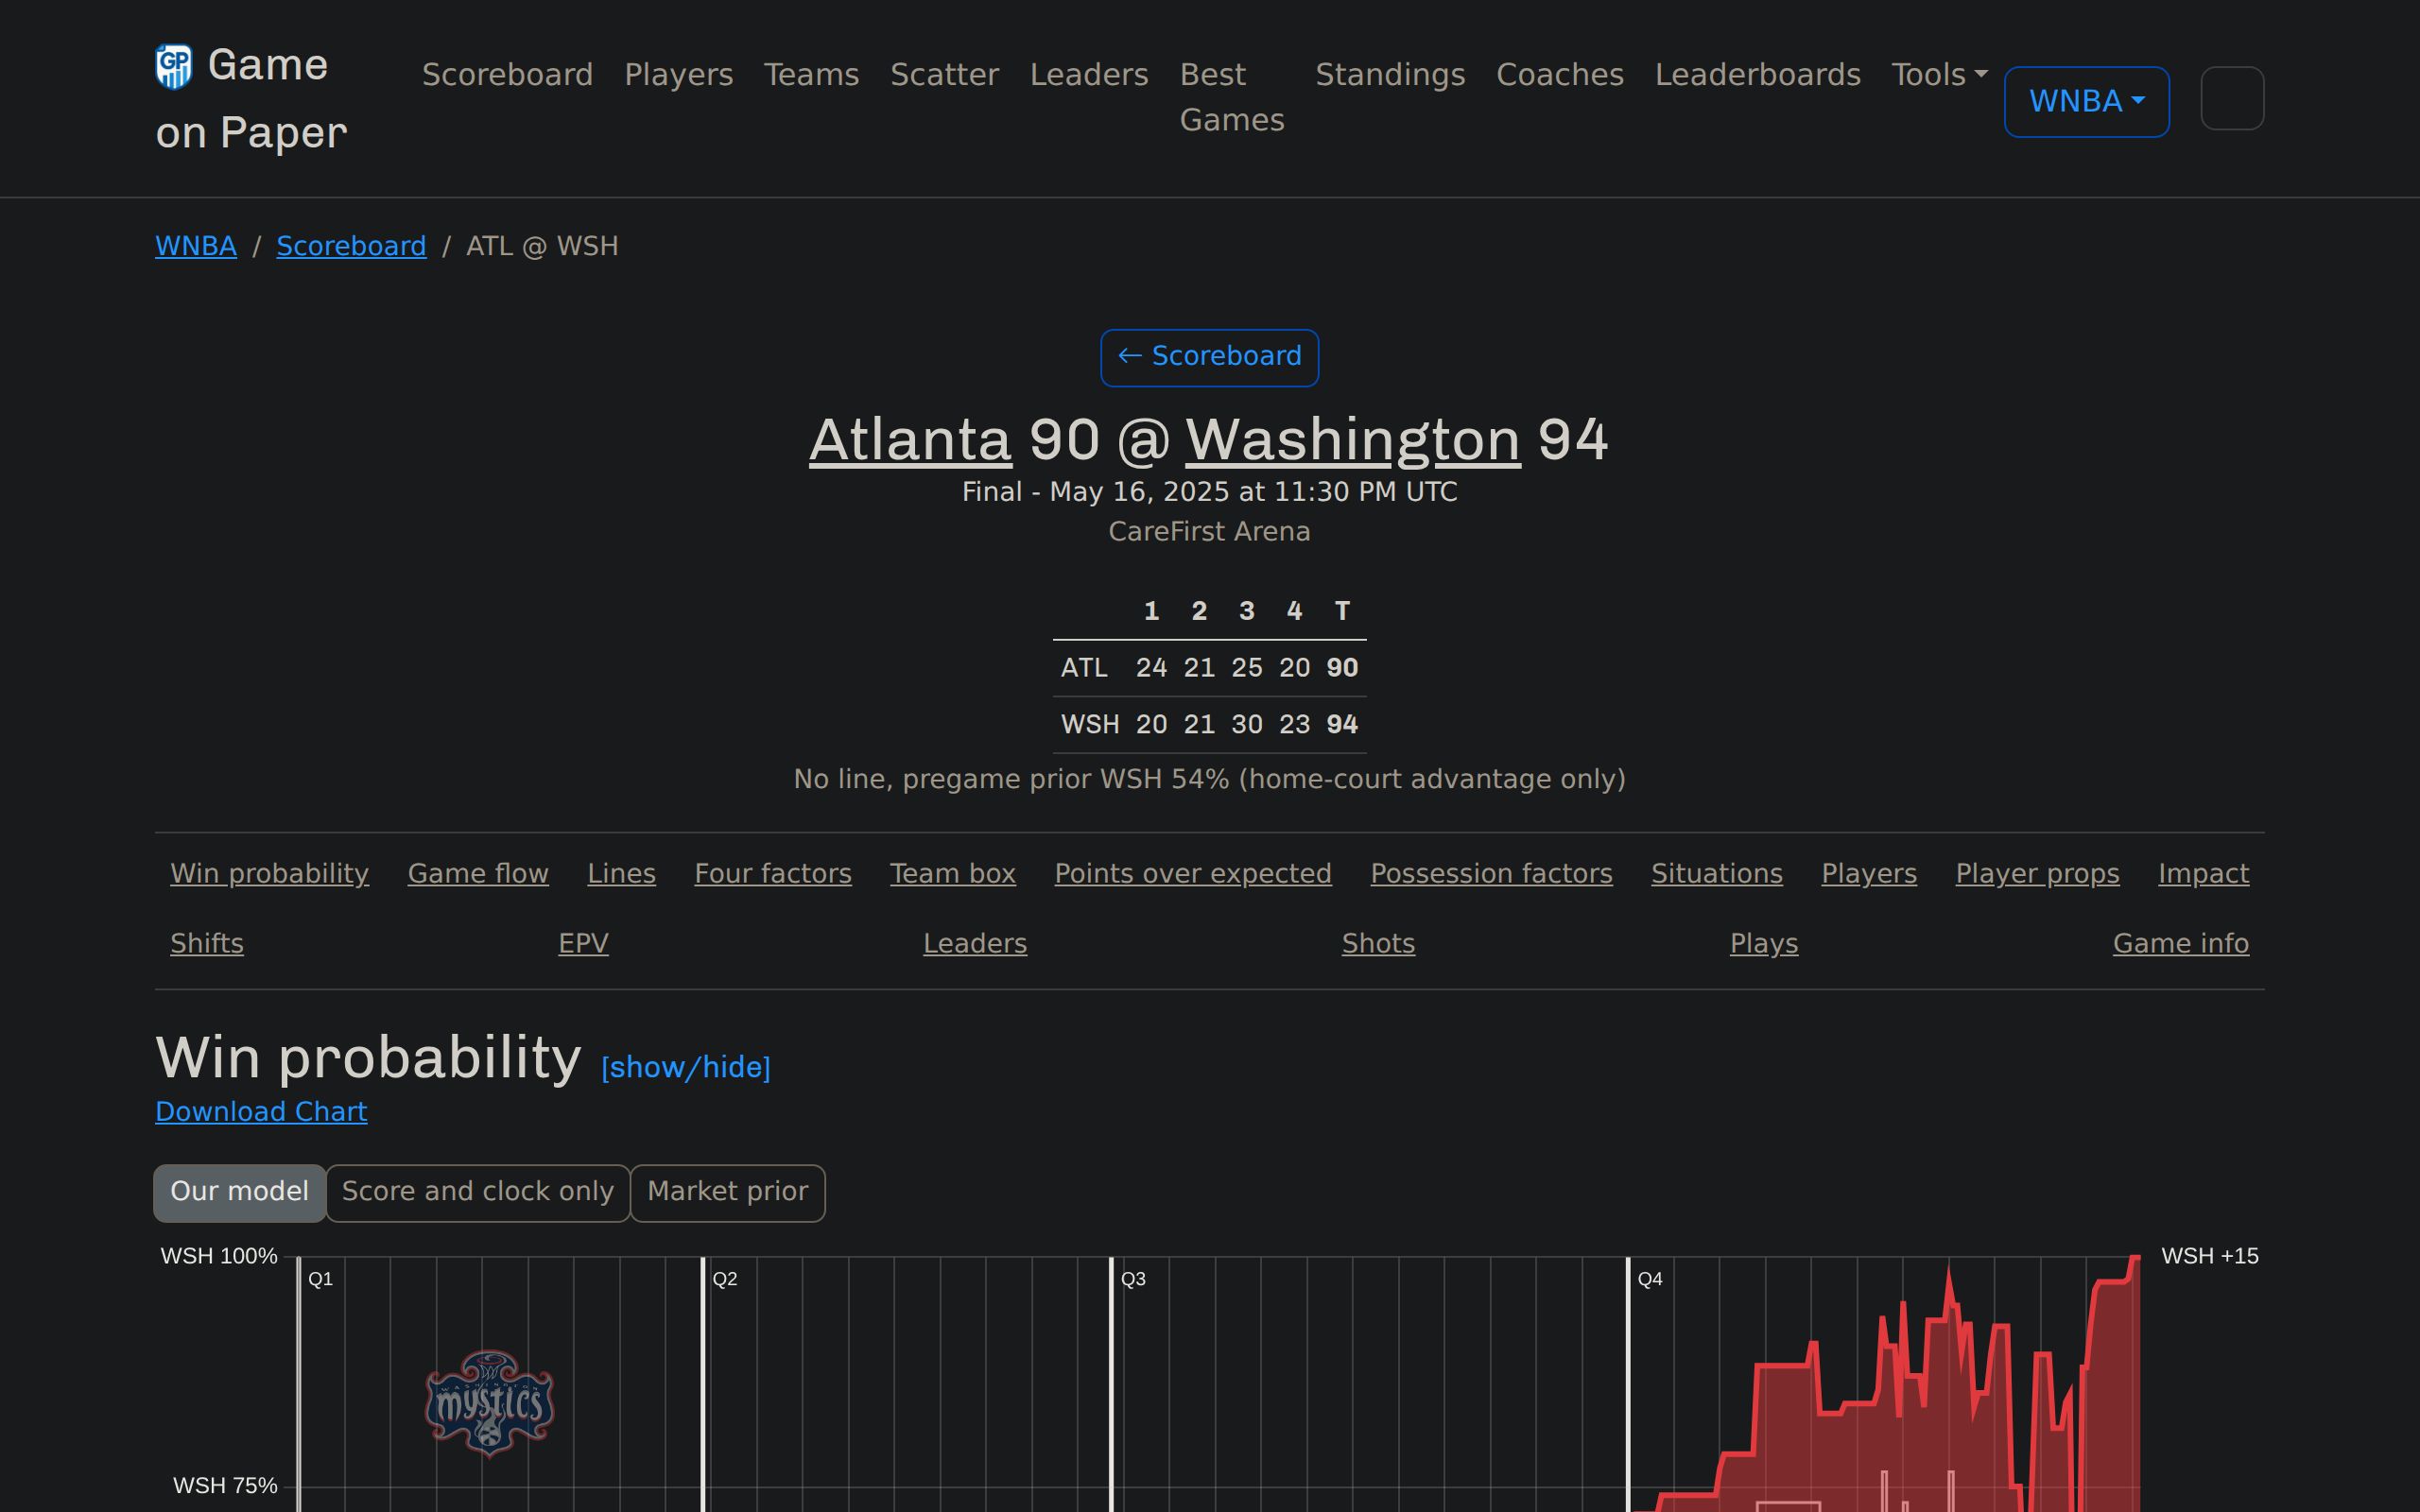 GP Game on Paper
Scoreboard Players Teams Scatter Leaders Best Games Standings Coaches Leaderboards Tools WNBA
WNBA / Scoreboard / ATL @ WSH
← Scoreboard
Atlanta 90 @ Washington 94
Final - May 16, 2025 at 11:30 PM UTC
CareFirst Arena
1 2 3 4 T
ATL 24 21 25 20 90
WSH 20 21 30 23 94
No line, pregame prior WSH 54% (home-court advantage only)
Win probability Game flow Lines Four factors Team box Points over expected Possession factors Situations Players Player props Impact
Shifts EPV Leaders Shots Plays Game info
Win probability [show/hide]
Download Chart
Our model Score and clock only Market prior
WSH 100% WSH +15
Q1 Q2 Q3 Q4
WASHINGTON
mystics
WSH 75%